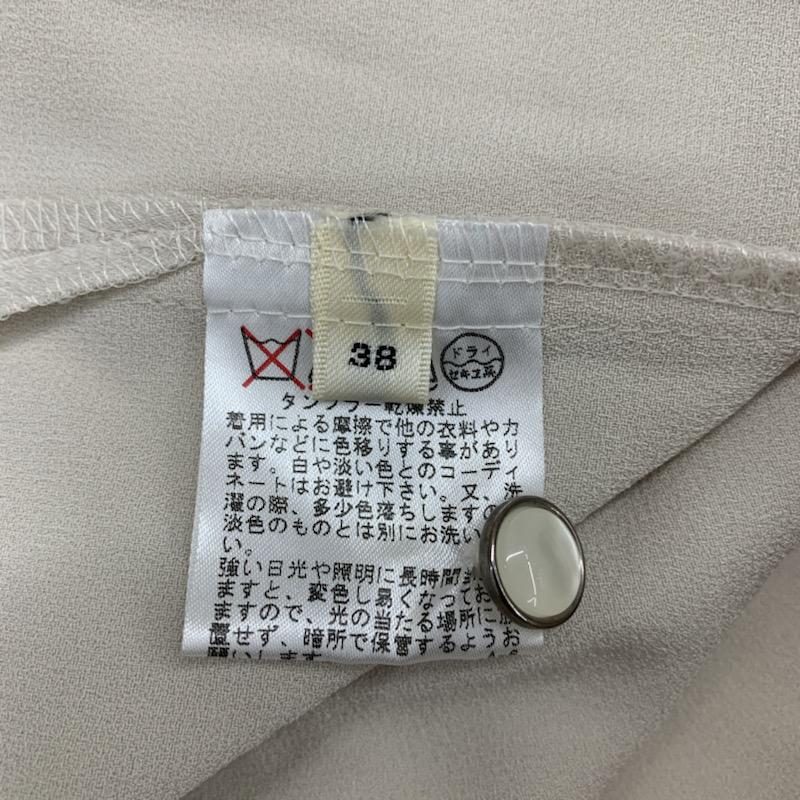 38
ドライ
セキユ系
タンブラー乾燥禁止
着用による摩擦で他の衣料やカ
バンなどに色移りする事があり
ます。白や淡い色とのコーディ
ネートはお避け下さい。又、洗
濯の際、多少色落ちしますの
淡色のものとは別にお洗い
い。
強い日光や照明に長時間
ますと、変色し易くなってお
ますので、光の当たる場所に
せず、暗所で保管するようお